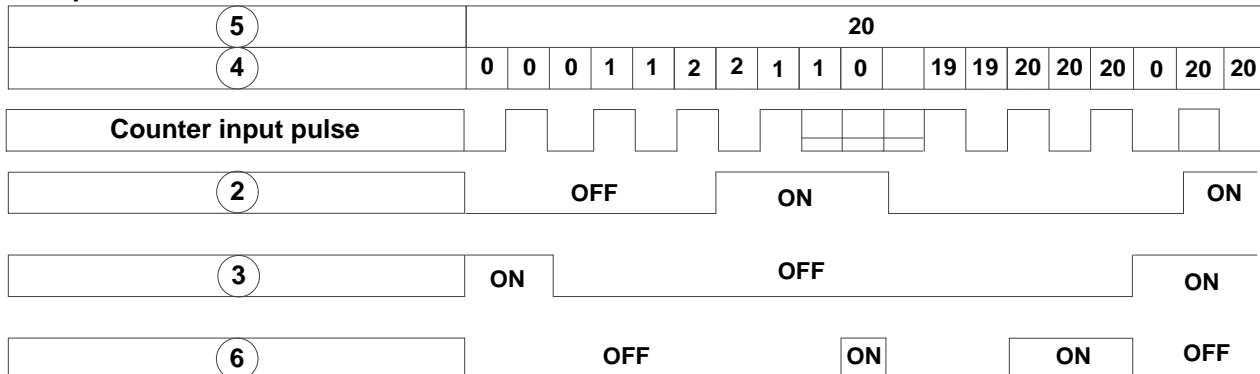 5 20
4 0 0 0 1 1 2 2 1 1 0 19 19 20 20 20 0 20 20
Counter input pulse
2 OFF ON ON
3 ON OFF ON
6 OFF ON ON OFF